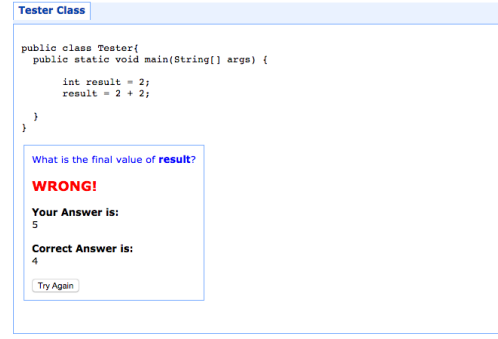 Tester Class
public class Tester{
public static void main(String[] args) {
int result = 2;
result = 2 + 2;
}
}
What is the final value of result?
WRONG!
Your Answer is:
5
Correct Answer is:
4
Try Again